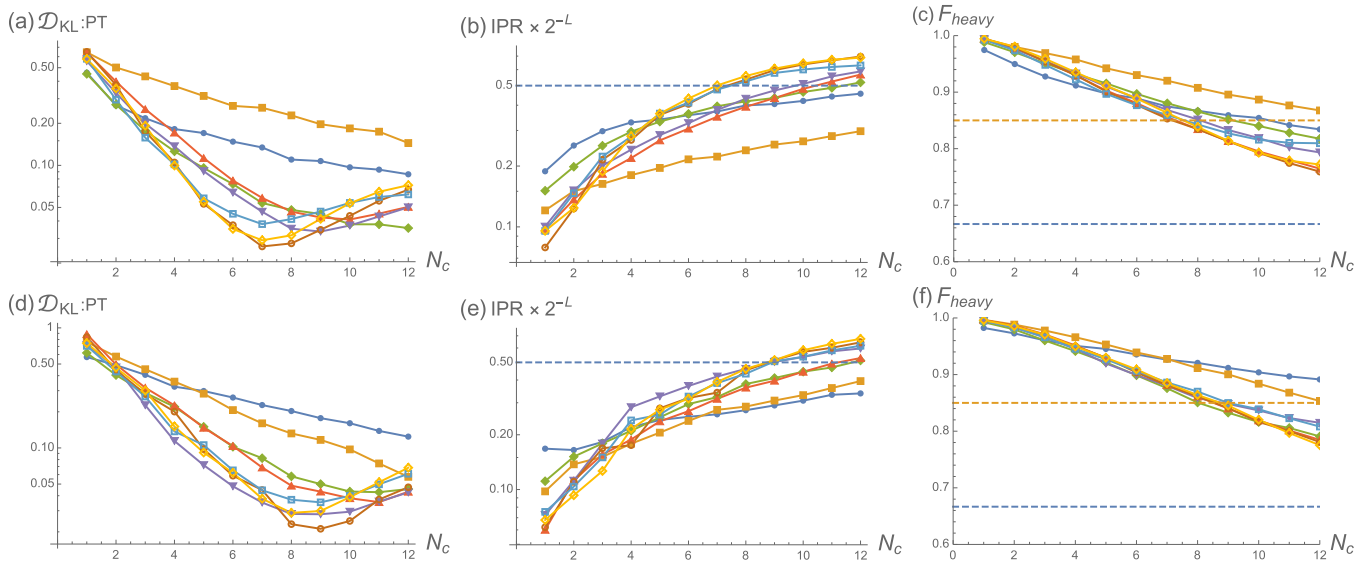 (a) 𝒟KL:PT
0.50
0.20
0.10
0.05
2 4 6 8 10 12 Nc
(b) IPR × 2^-L
0.5
0.2
0.1
2 4 6 8 10 12 Nc
(c) Fheavy
1.0
0.9
0.8
0.7
0.6
0 2 4 6 8 10 12 Nc
(d) 𝒟KL:PT
1
0.50
0.10
0.05
2 4 6 8 10 12 Nc
(e) IPR × 2^-L
0.50
0.20
0.10
2 4 6 8 10 12 Nc
(f) Fheavy
1.0
0.9
0.8
0.7
0.6
0 2 4 6 8 10 12 Nc